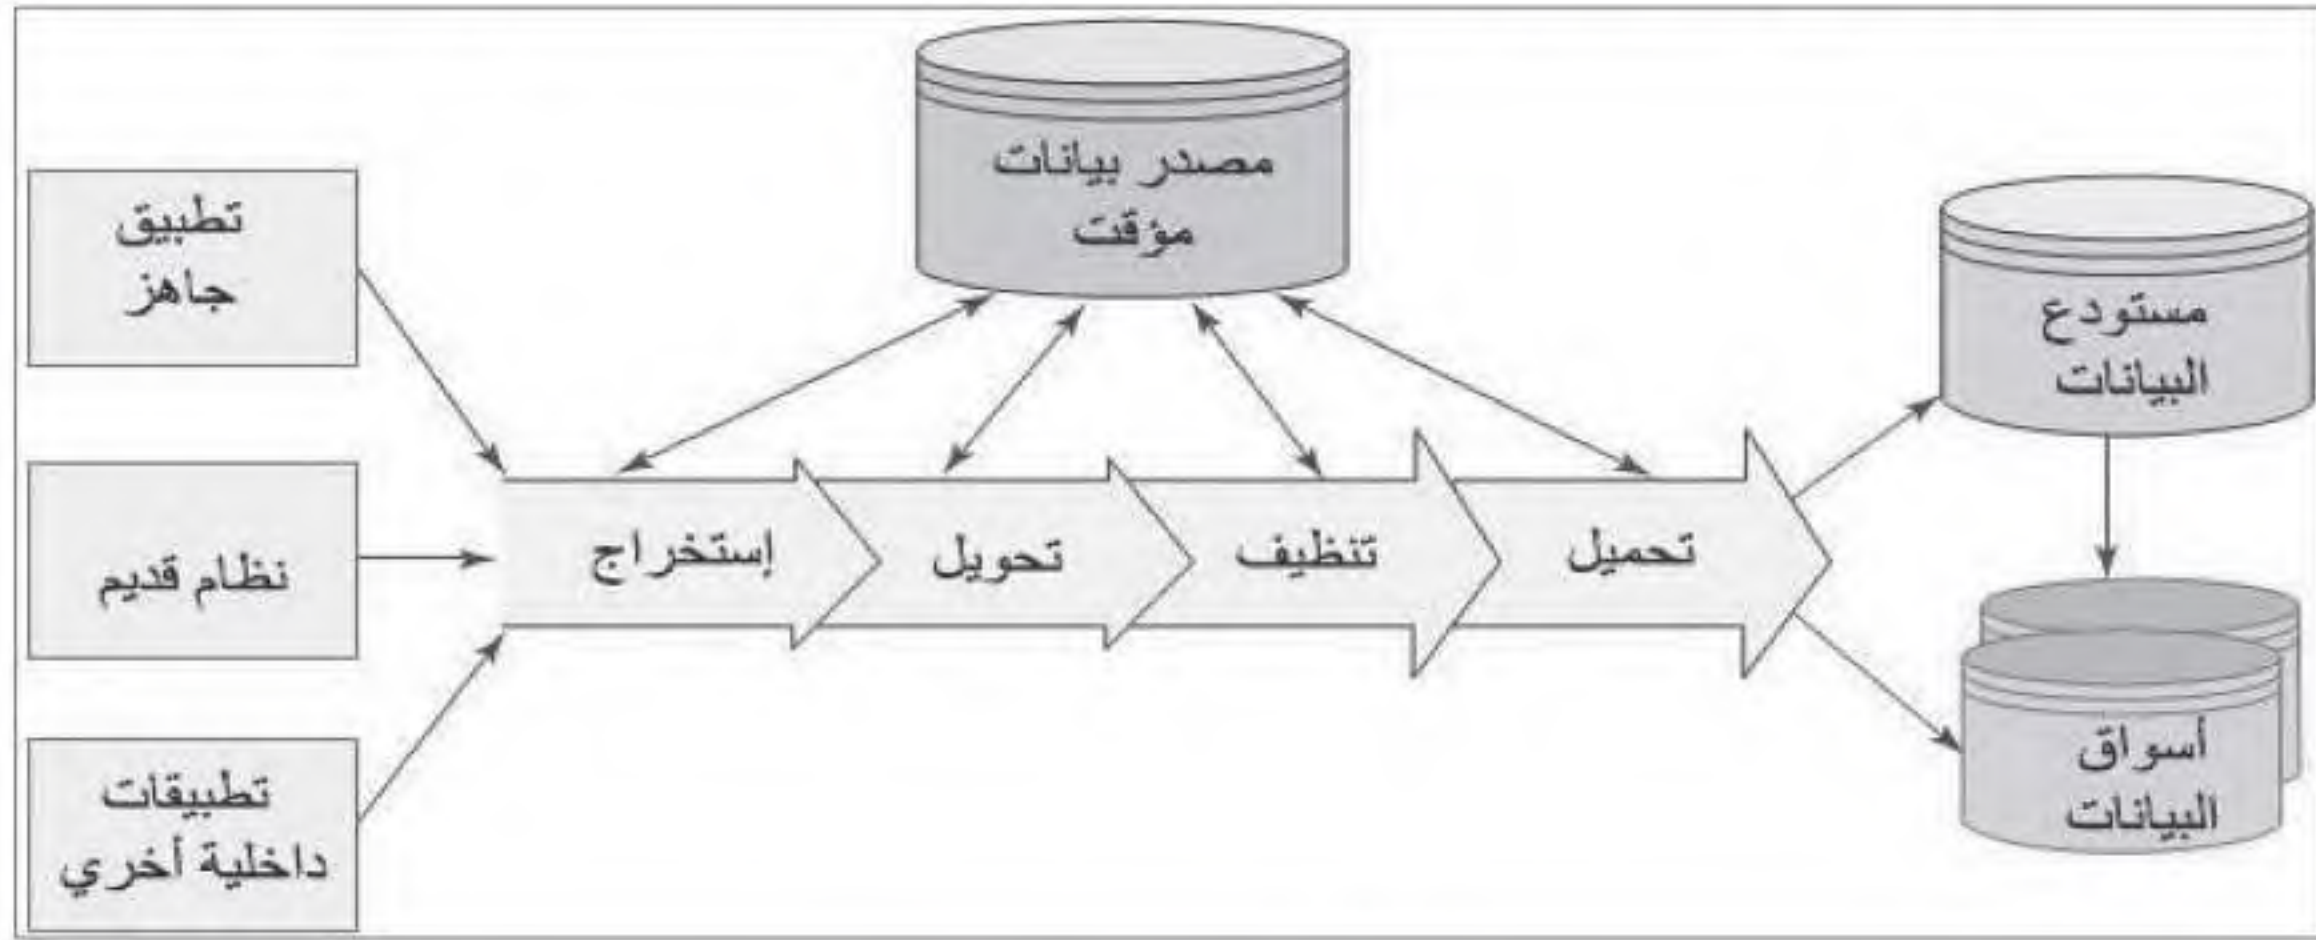 مصدر بيانات
مؤقت
تطبيق
جاهز
مستودع
البيانات
نظام قديم
إستخراج
تحويل
تنظيف
تحميل
تطبيقات
داخلية أخري
أسواق
البيانات